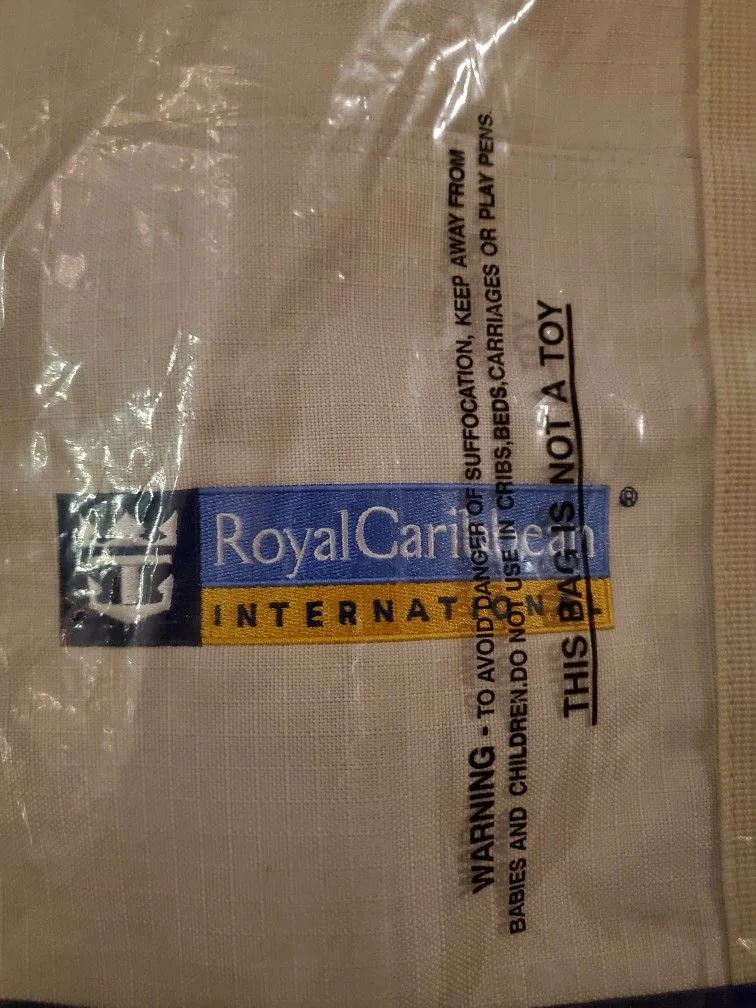 RoyalCaribbean
INTERNATIONAL
®
WARNING - TO AVOID DANGER OF SUFFOCATION, KEEP AWAY FROM
BABIES AND CHILDREN.DO NOT USE IN CRIBS,BEDS,CARRIAGES OR PLAY PENS.
THIS BAG IS NOT A TOY